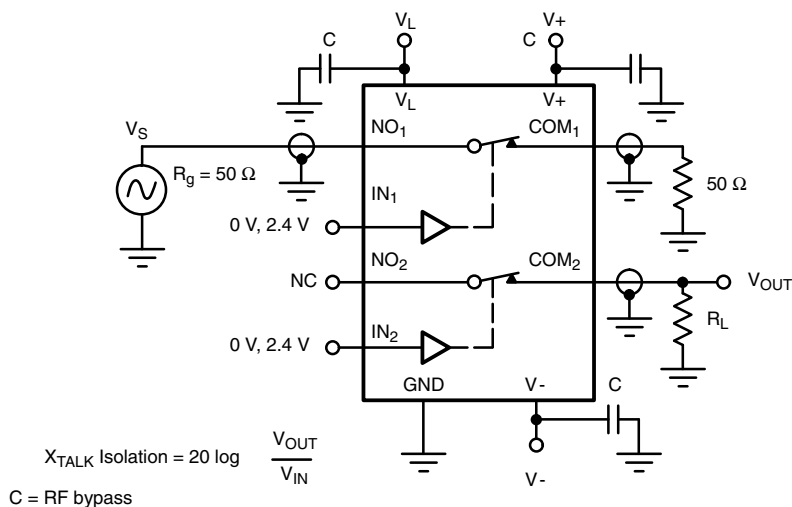 V_L V+
C C
V_L V+
V_S NO_1 COM_1
R_g = 50 Ω 50 Ω
IN_1
0 V, 2.4 V
NO_2 COM_2
NC V_OUT
IN_2 R_L
0 V, 2.4 V
GND V- C
X_TALK Isolation = 20 log V_OUT / V_IN
V-
C = RF bypass